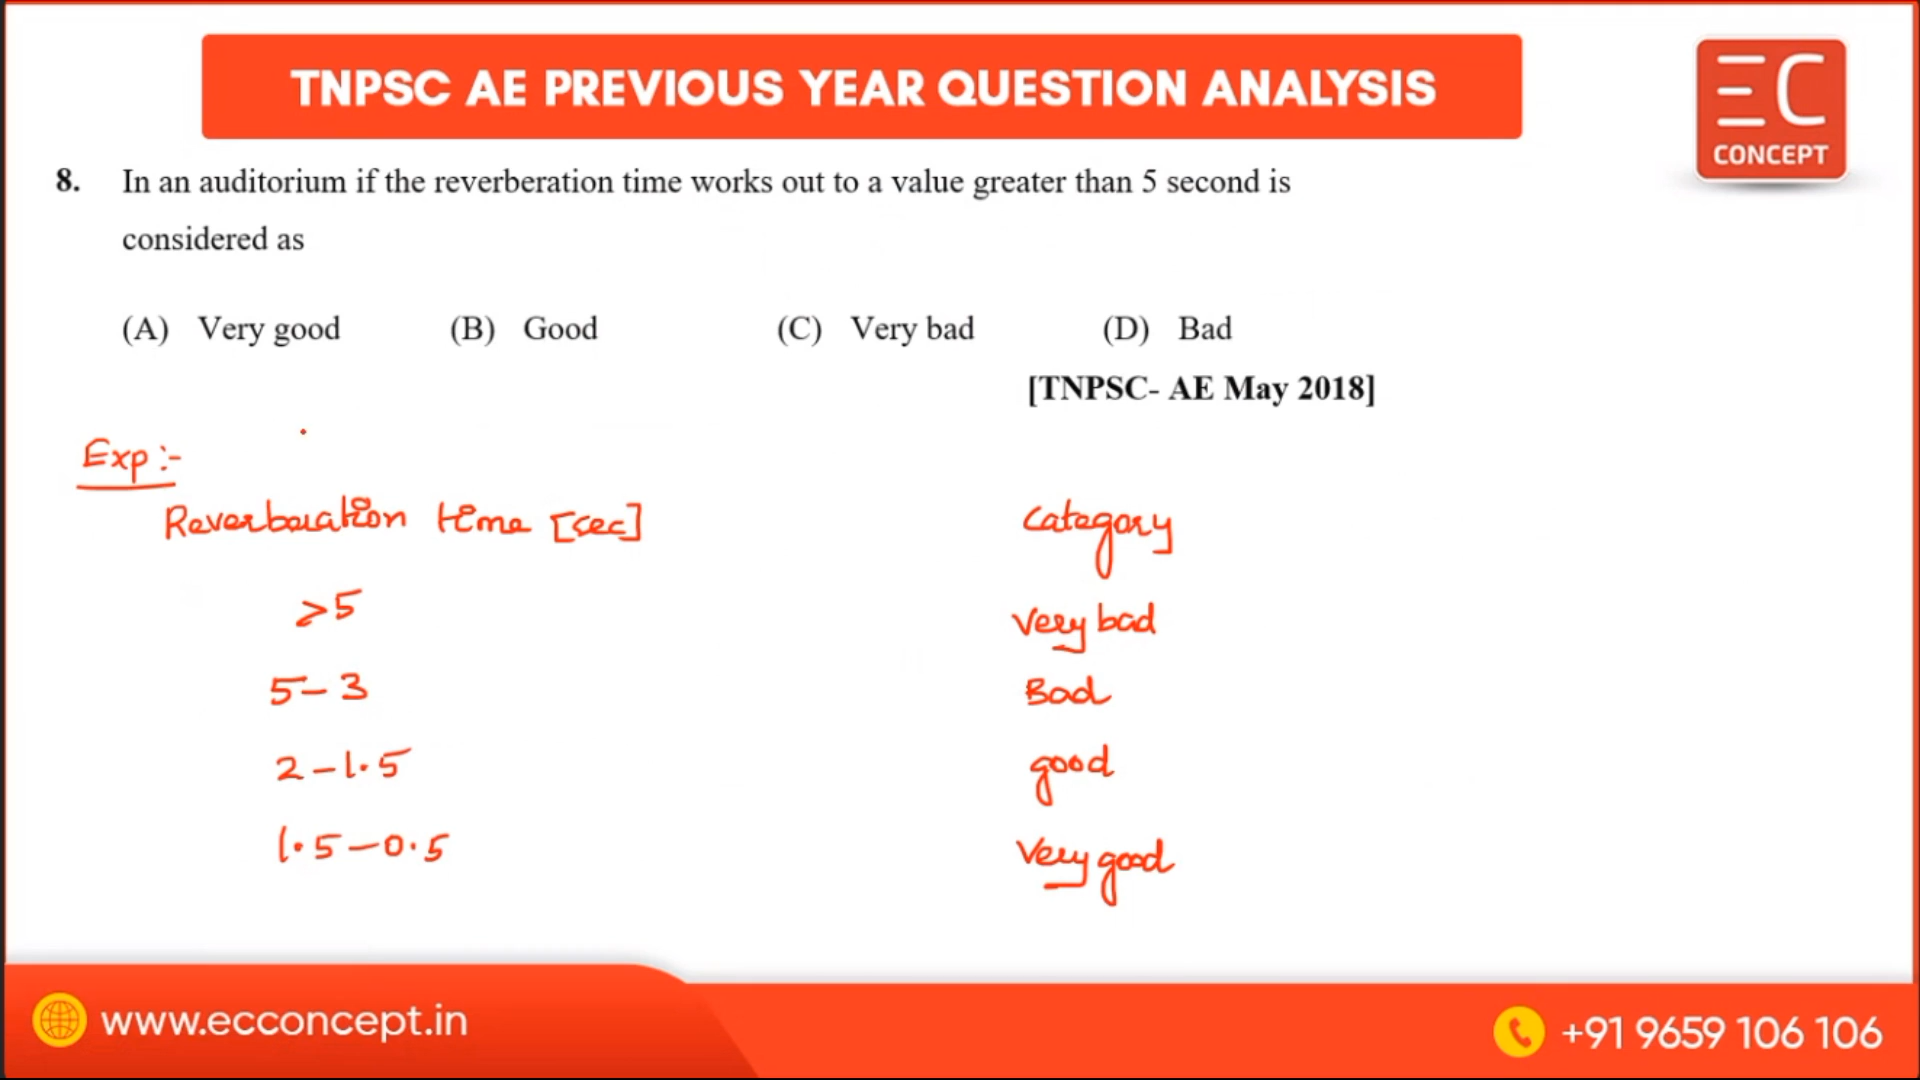 TNPSC AE PREVIOUS YEAR QUESTION ANALYSIS
EC
CONCEPT
8. In an auditorium if the reverberation time works out to a value greater than 5 second is
considered as
(A) Very good (B) Good (C) Very bad (D) Bad
[TNPSC- AE May 2018]
Exp :-
Reverberation time [sec] Category
>5 Very bad
5-3 Bad
2-1.5 good
1.5-0.5 Very good
www.ecconcept.in
+91 9659 106 106